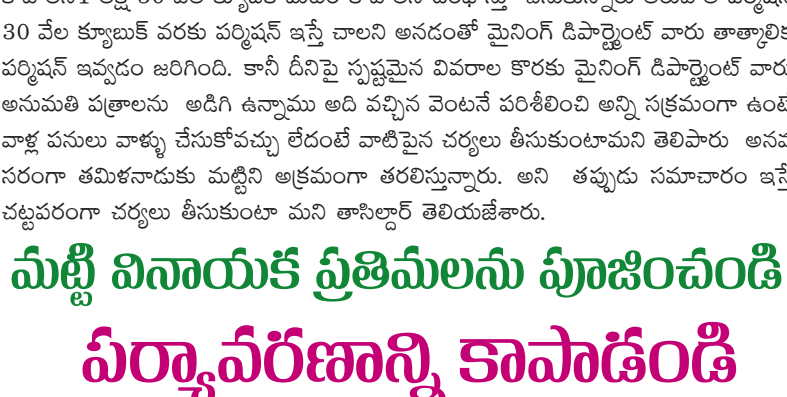 30 వేల క్యూబుక్ వరకు పర్మిషన్ ఇస్తే చాలని అనడంతో మైనింగ్ డిపార్ట్మెంట్ వారు తాత్కాలిక
పర్మిషన్ ఇవ్వడం జరిగింది. కానీ దీనిపై స్పష్టమైన వివరాల కొరకు మైనింగ్ డిపార్ట్మెంట్ వారు
అనుమతి పత్రాలను అడిగి ఉన్నాము అది వచ్చిన వెంటనే పరిశీలించి అన్ని సక్రమంగా ఉంటే
వాళ్ల పనులు వాళ్ళు చేసుకోవచ్చు లేదంటే వాటిపైన చర్యలు తీసుకుంటామని తెలిపారు అనవ
సరంగా తమిళనాడుకు మట్టిని అక్రమంగా తరలిస్తున్నారు. అని తప్పుడు సమాచారం ఇస్తే
చట్టపరంగా చర్యలు తీసుకుంటా మని తాసిల్దార్ తెలియజేశారు.
మట్టి వినాయక ప్రతిమలను పూజించండి
పర్యావరణాన్ని కాపాడండి